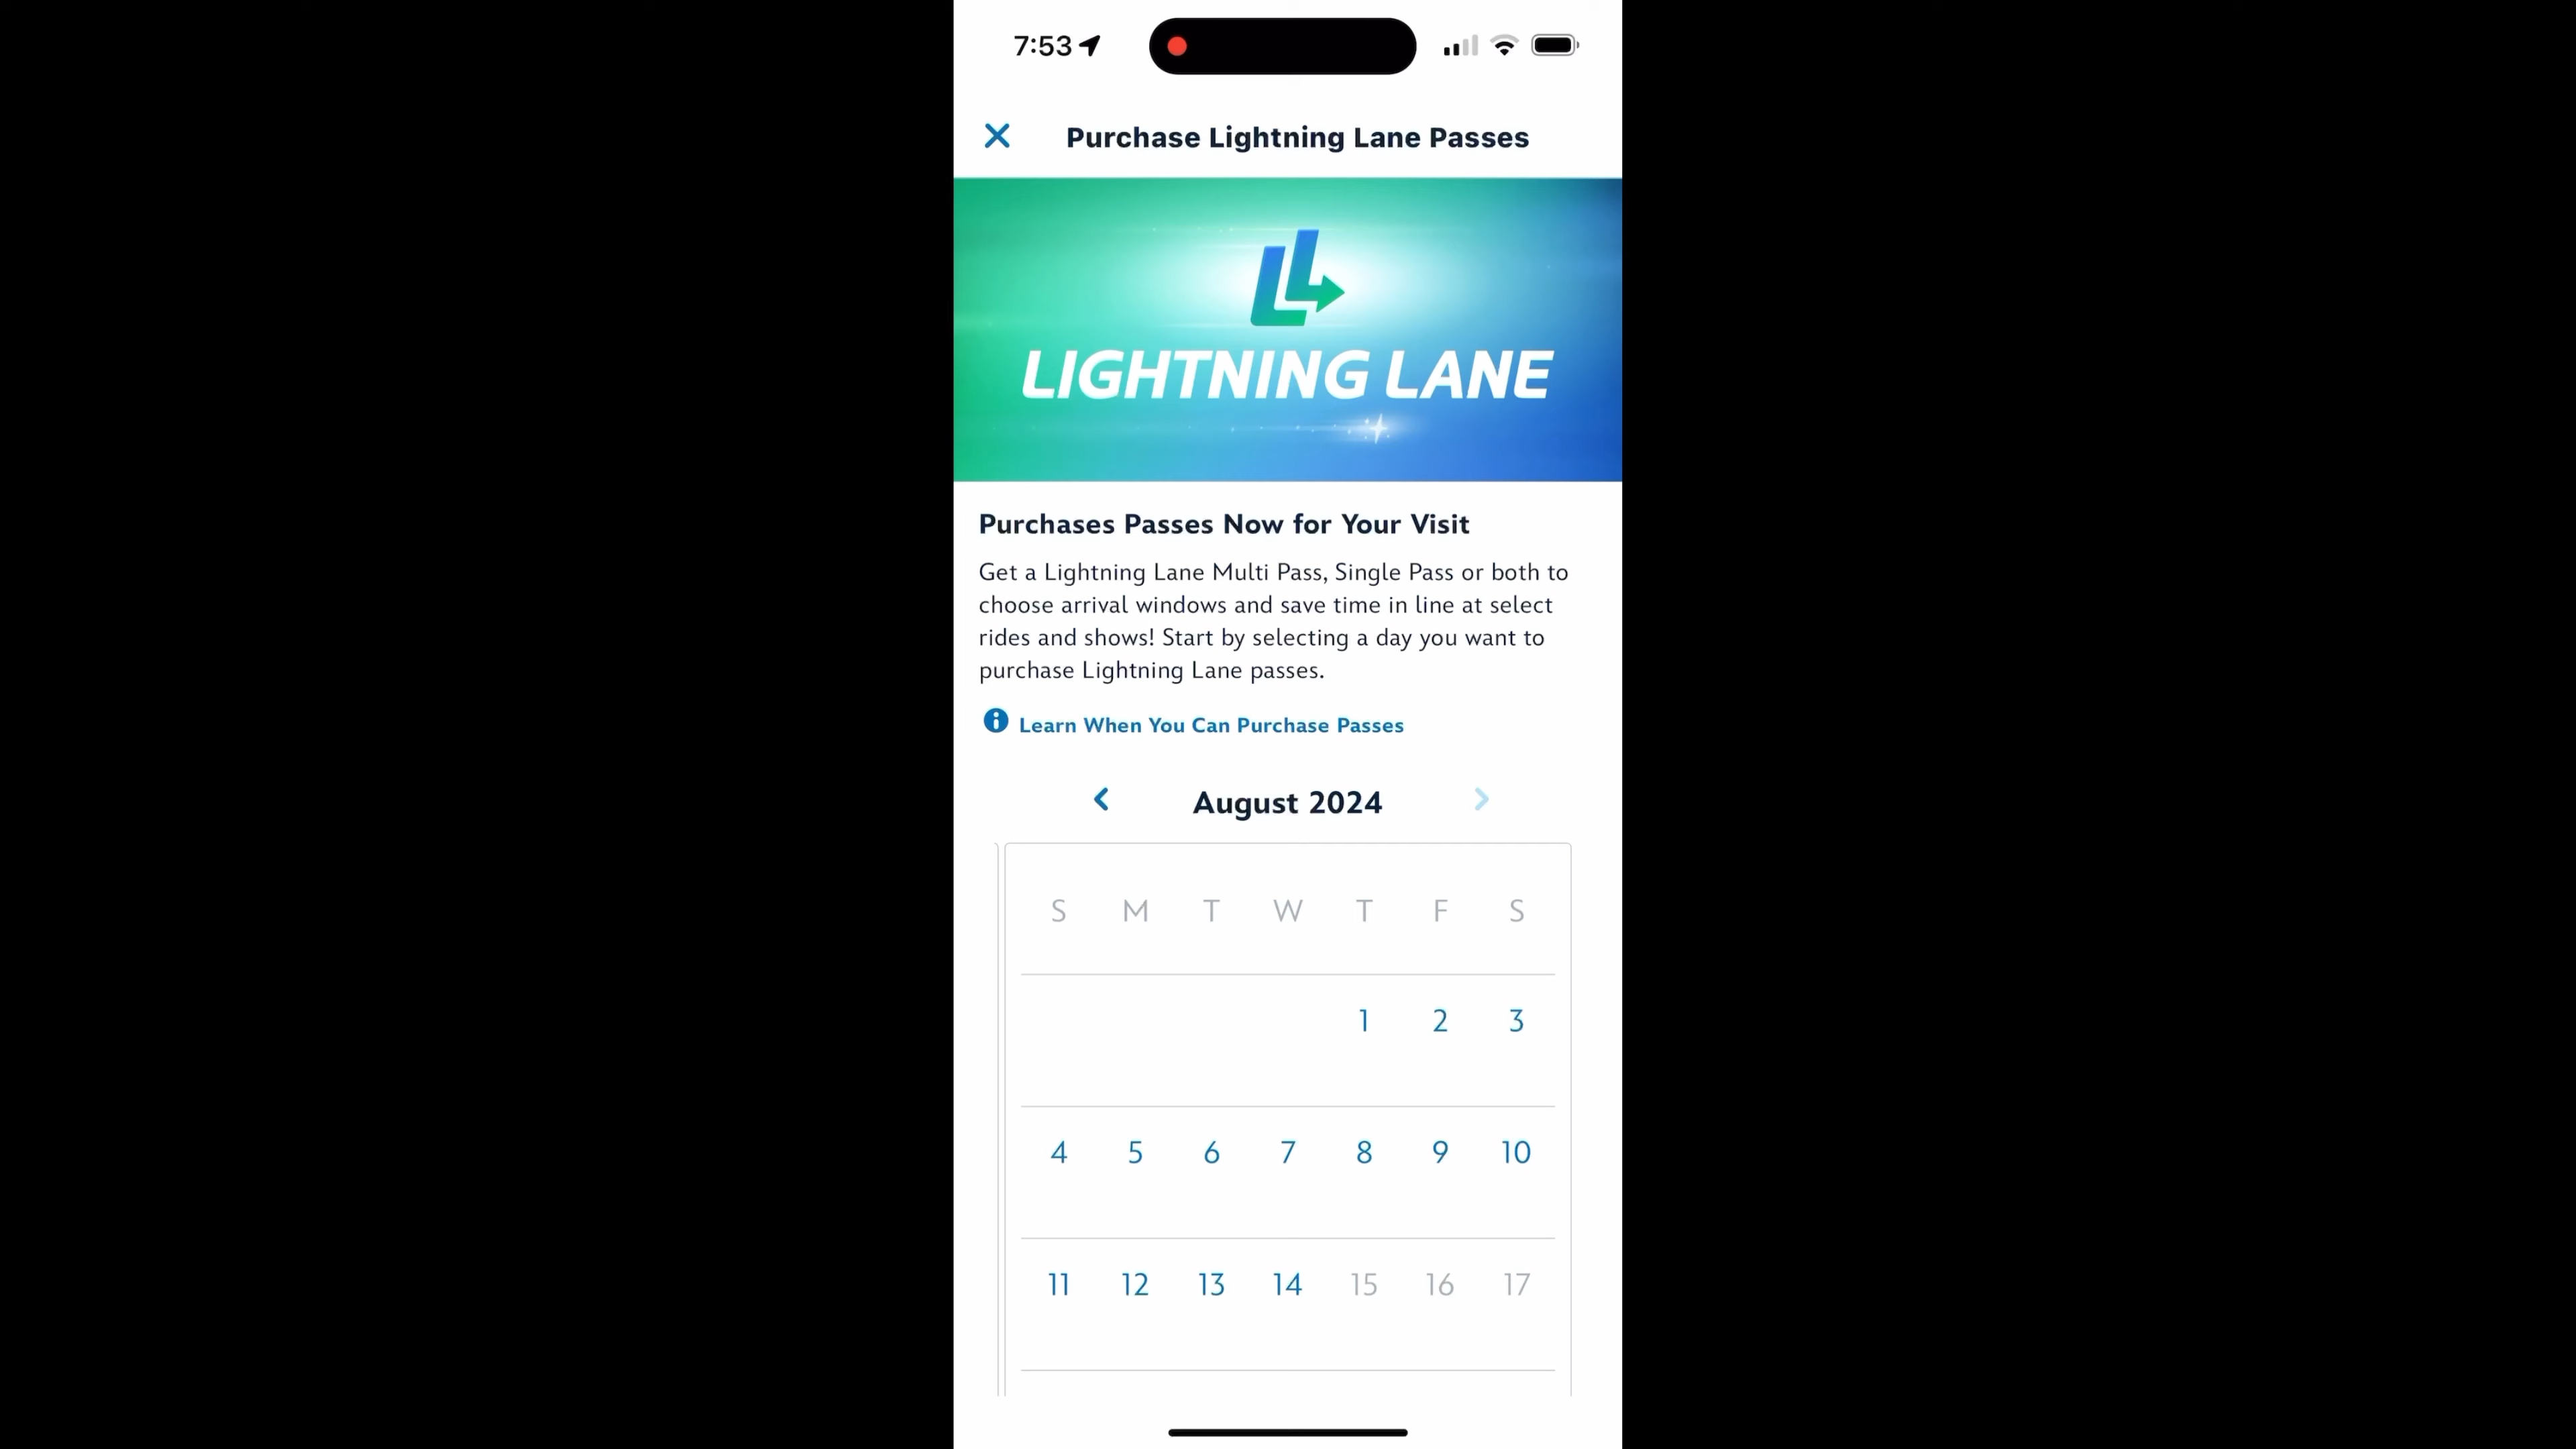 7:53
Purchase Lightning Lane Passes
LIGHTNING LANE
Purchases Passes Now for Your Visit
Get a Lightning Lane Multi Pass, Single Pass or both to
choose arrival windows and save time in line at select
rides and shows! Start by selecting a day you want to
purchase Lightning Lane passes.
Learn When You Can Purchase Passes
August 2024
S M T W T F S
1 2 3
4 5 6 7 8 9 10
11 12 13 14 15 16 17